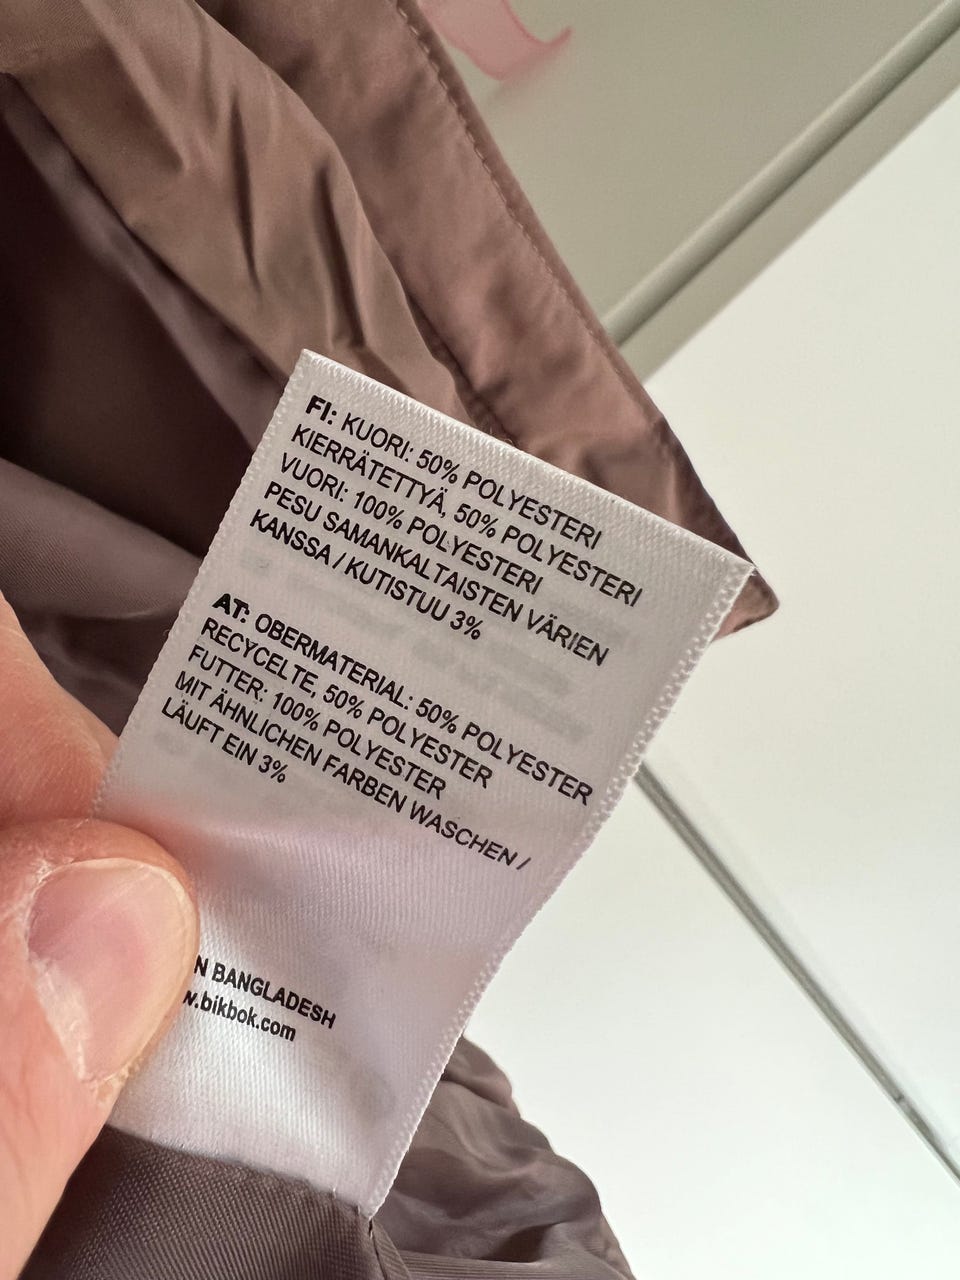 FI: KUORI: 50% POLYESTERI
KIERRÄTETTYÄ, 50% POLYESTERI
VUORI: 100% POLYESTERI
PESU SAMANKALTAISTEN VÄRIEN
KANSSA / KUTISTUU 3%
AT: OBERMATERIAL: 50% POLYESTER
RECYCELTE, 50% POLYESTER
FUTTER: 100% POLYESTER
MIT ÄHNLICHEN FARBEN WASCHEN /
LÄUFT EIN 3%
N BANGLADESH
w.bikbok.com